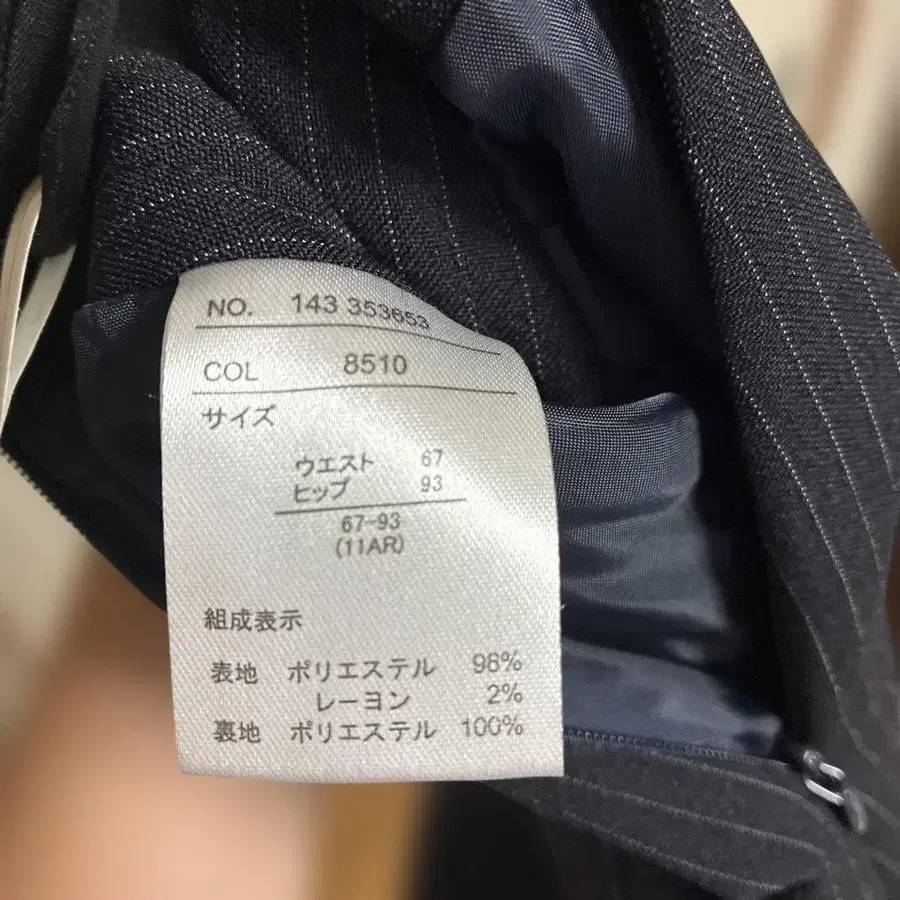 NO. 143 353653
COL 8510
サイズ
ウエスト 67
ヒップ 93
67-93
(11AR)
組成表示
表地 ポリエステル 98%
レーヨン 2%
裏地 ポリエステル 100%